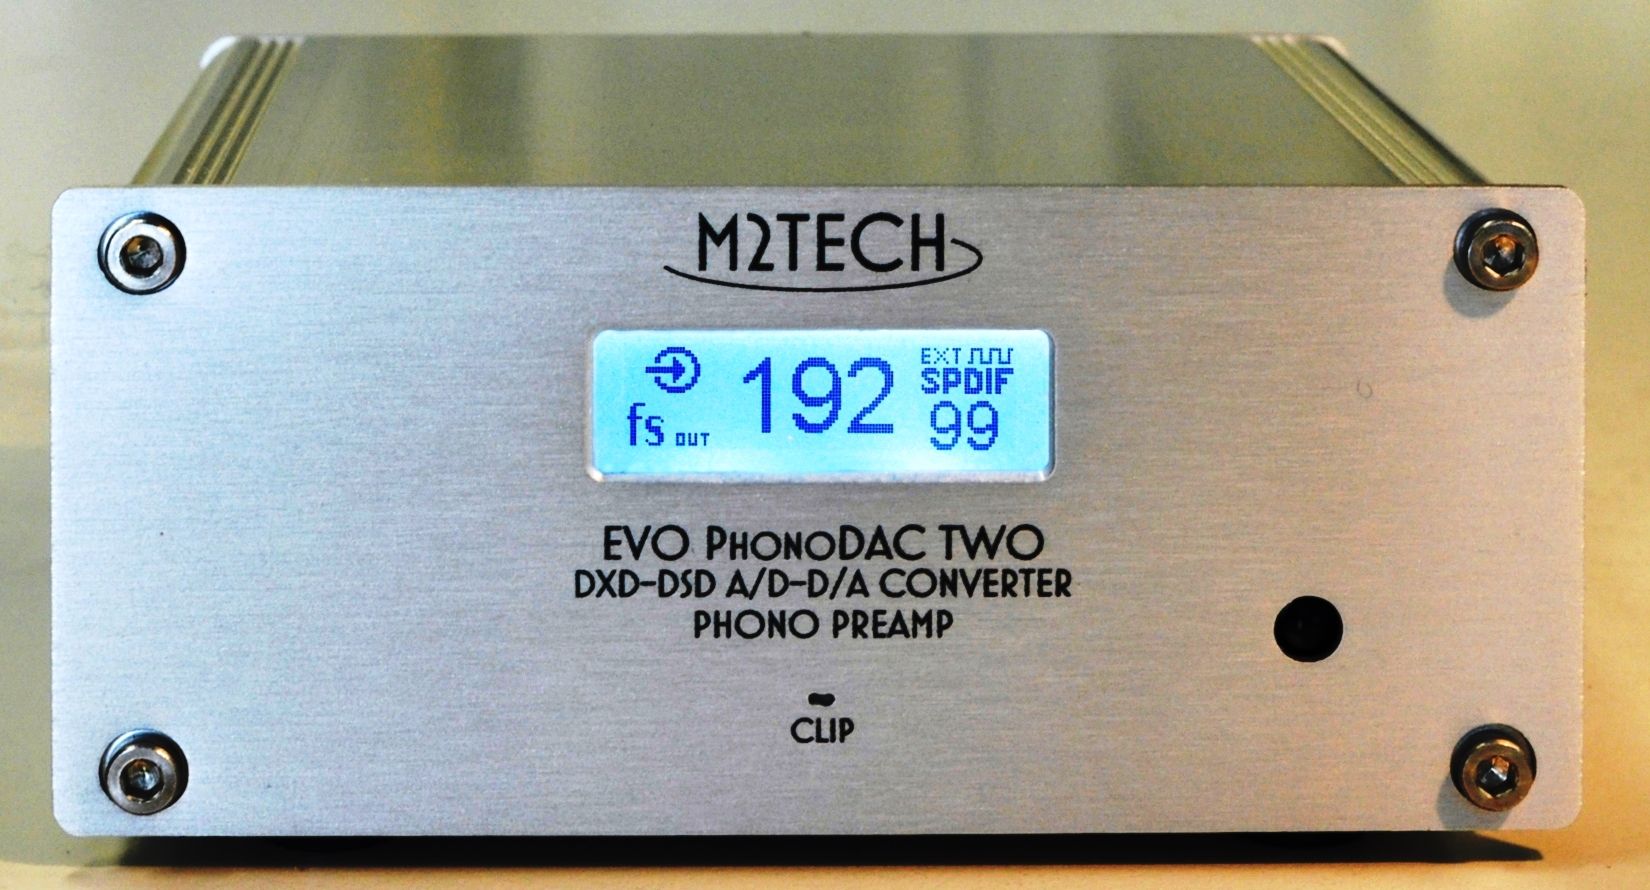 M2TECH
192
EXT
SPDIF
fs OUT
99
EVO PHONODAC TWO
DXD-DSD A/D-D/A CONVERTER
PHONO PREAMP
CLIP